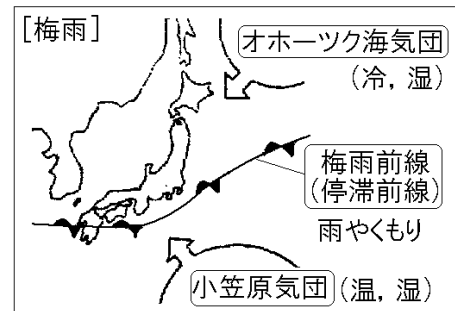 [梅雨]
オホーツク海気団
(冷, 湿)
梅雨前線
(停滞前線)
雨やくもり
小笠原気団 (温, 湿)